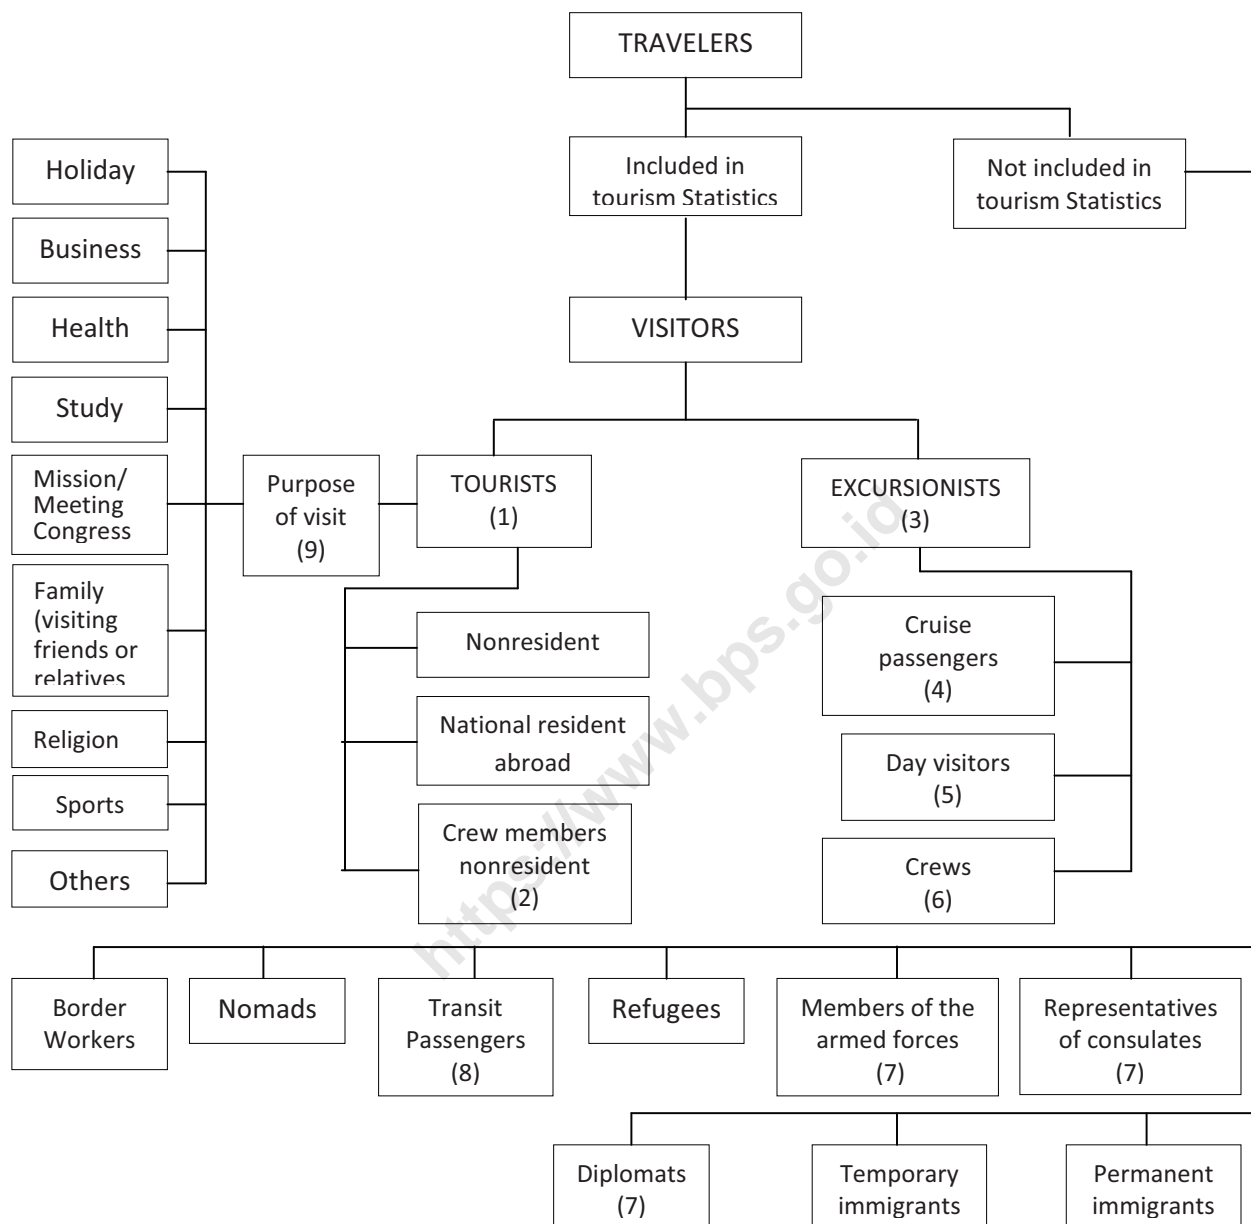 TRAVELERS
Included in
tourism Statistics
Not included in
tourism Statistics
VISITORS
Holiday
Business
Health
Study
Mission/
Meeting
Congress
Family
(visiting
friends or
relatives
Religion
Sports
Others
Purpose
of visit
(9)
TOURISTS
(1)
EXCURSIONISTS
(3)
Nonresident
National resident
abroad
Crew members
nonresident
(2)
Cruise
passengers
(4)
Day visitors
(5)
Crews
(6)
Border
Workers
Nomads
Transit
Passengers
(8)
Refugees
Members of the
armed forces
(7)
Representatives
of consulates
(7)
Diplomats
(7)
Temporary
immigrants
Permanent
immigrants
https://www.bps.go.id